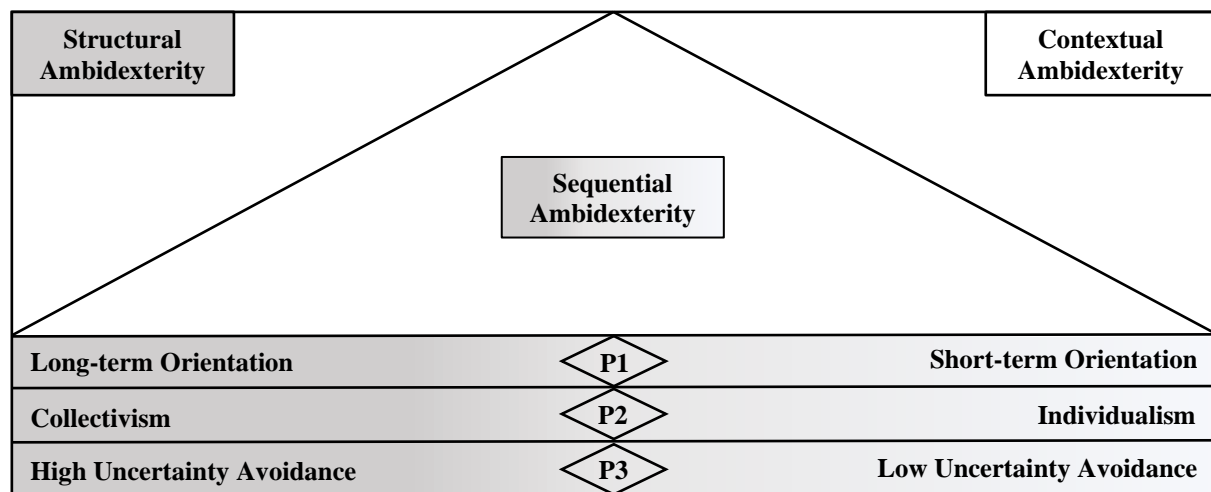 Structural
Ambidexterity
Contextual
Ambidexterity
Sequential
Ambidexterity
Long-term Orientation
P1
Short-term Orientation
Collectivism
P2
Individualism
High Uncertainty Avoidance
P3
Low Uncertainty Avoidance